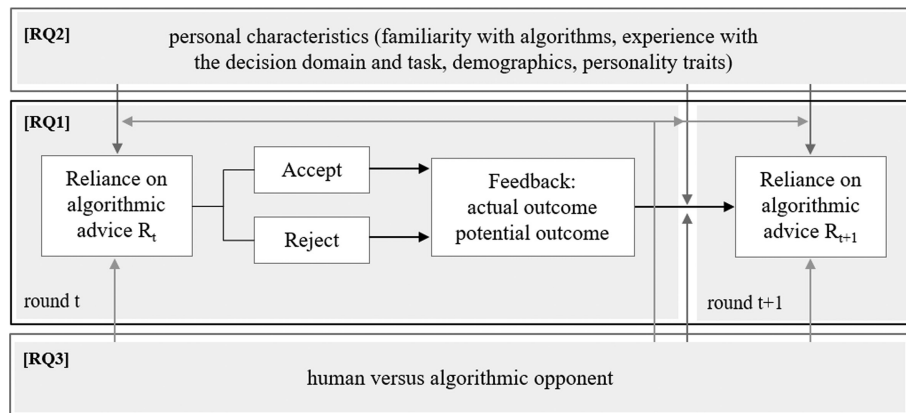 [RQ2]
personal characteristics (familiarity with algorithms, experience with
the decision domain and task, demographics, personality traits)
[RQ1]
Reliance on
algorithmic
advice Rt
Accept
Reject
Feedback:
actual outcome
potential outcome
Reliance on
algorithmic
advice Rt+1
round t
round t+1
[RQ3]
human versus algorithmic opponent